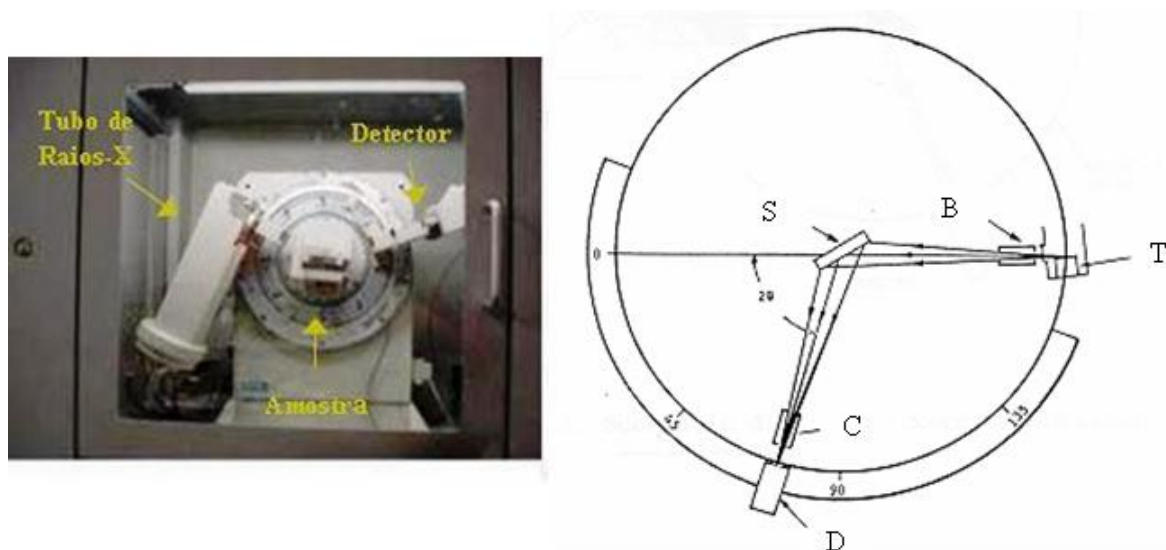 Tubo de
Raios-X
Detector
Amostra
S
B
T
0
2θ
45
C
135
90
D